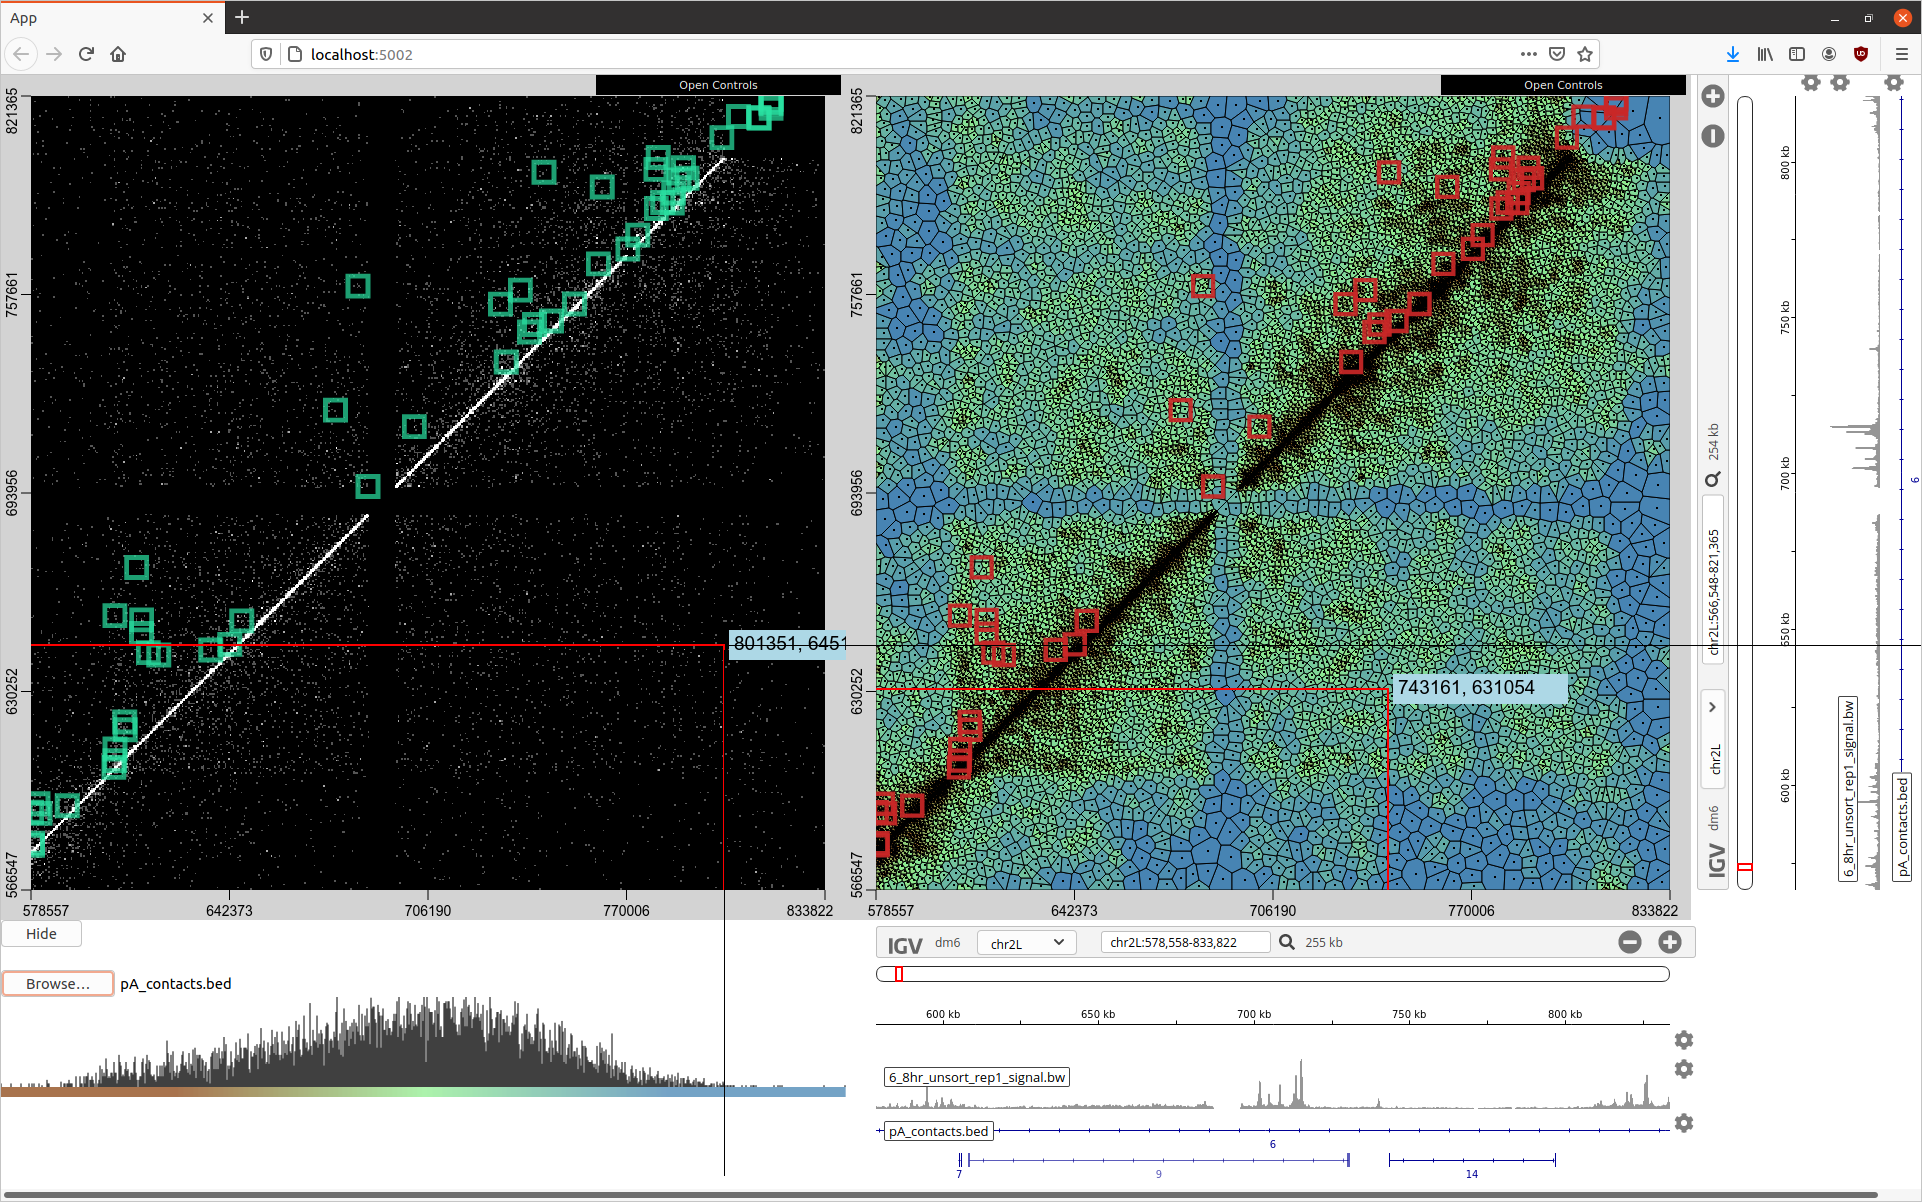 App
localhost:5002
Open Controls
Open Controls
821365
757661
693956
630252
566547
578557
642373
706190
770006
833822
801351, 6451
821365
757661
693956
630252
566547
578557
642373
706190
770006
833822
743161, 631054
Hide
Browse...
pA_contacts.bed
IGV
dm6
chr2L
chr2L:578,558-833,822
255 kb
600 kb
650 kb
700 kb
750 kb
800 kb
6_8hr_unsort_rep1_signal.bw
pA_contacts.bed
6
7
9
14
IGV
dm6
chr2L
chr2L:566,548-821,365
254 kb
600 kb
650 kb
700 kb
750 kb
800 kb
6_8hr_unsort_rep1_signal.bw
pA_contacts.bed
6